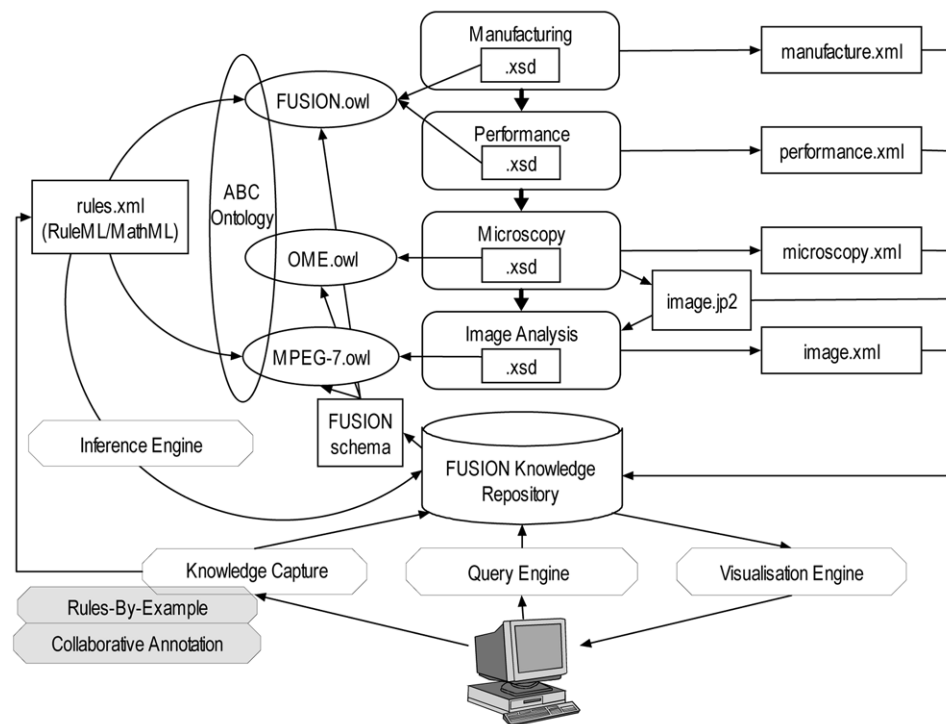 Manufacturing
.xsd
manufacture.xml
FUSION.owl
Performance
.xsd
performance.xml
rules.xml
(RuleML/MathML)
ABC
Ontology
Microscopy
.xsd
microscopy.xml
OME.owl
image.jp2
Image Analysis
.xsd
image.xml
MPEG-7.owl
FUSION
schema
Inference Engine
FUSION Knowledge
Repository
Knowledge Capture
Query Engine
Visualisation Engine
Rules-By-Example
Collaborative Annotation